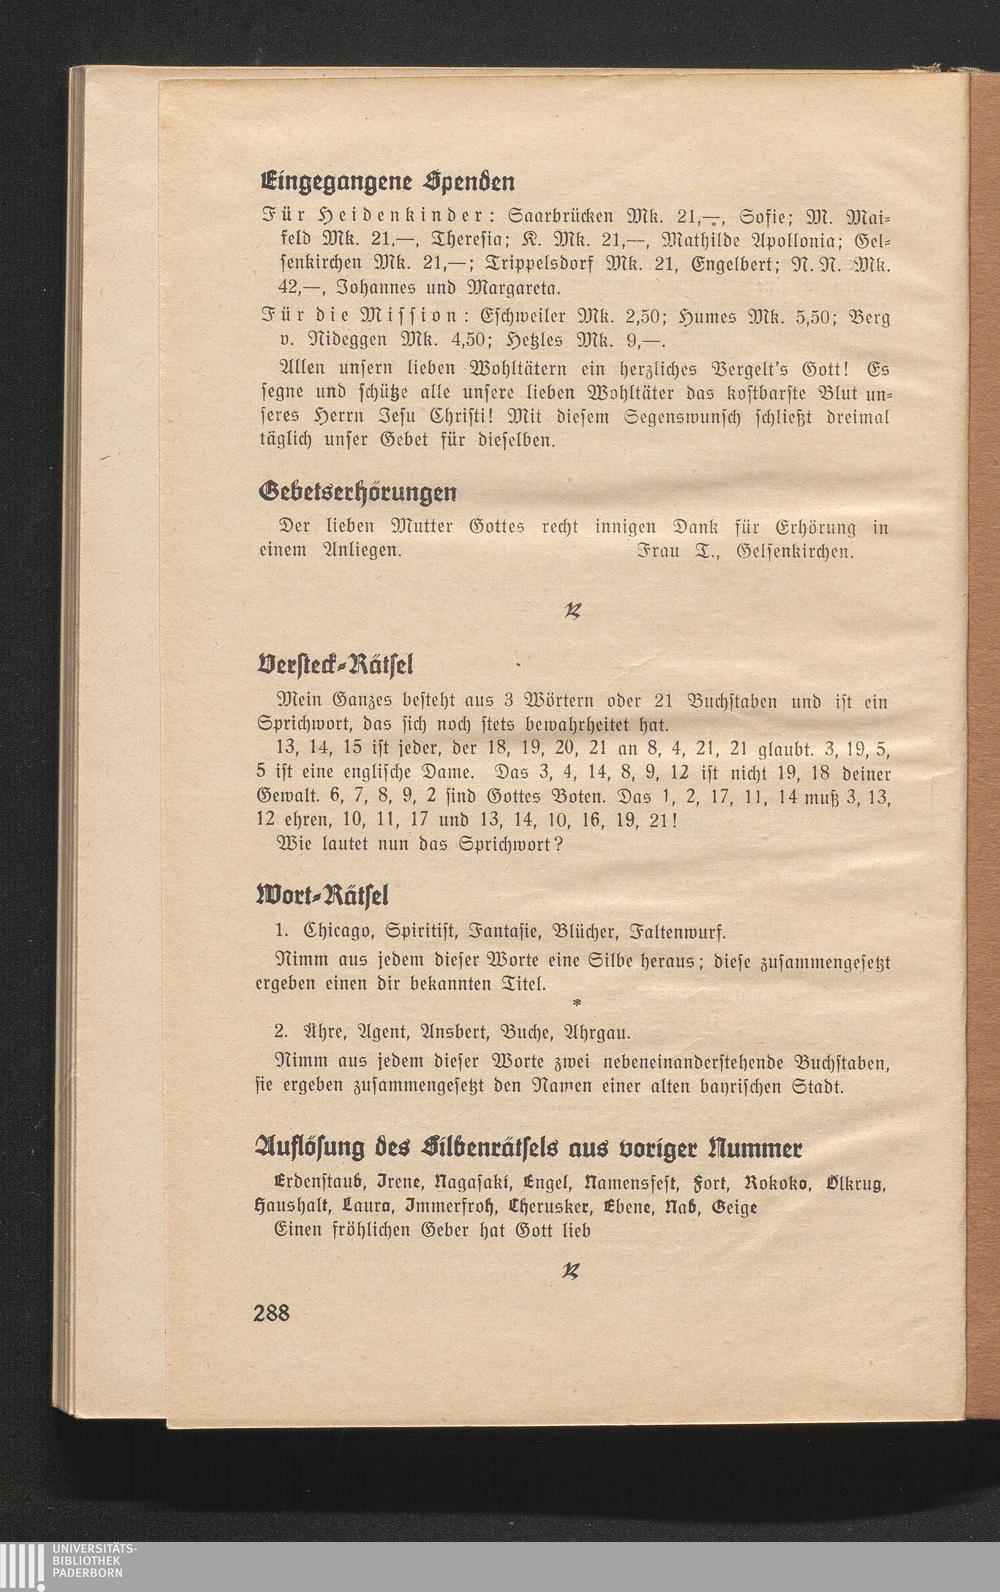 Eingegangene Spenden
Für Heidenkinder: Saarbrücken Mk. 21,—, Sofie; M. Mai-
feld Mk. 21,—, Theresia; K. Mk. 21,—, Mathilde Apollonia; Gel-
senkirchen Mk. 21,—; Trippelsdorf Mk. 21, Engelbert; N. N. Mk.
42,—, Johannes und Margareta.
Für die Mission: Eschweiler Mk. 2,50; Humes Mk. 5,50; Berg
v. Nideggen Mk. 4,50; Hetzles Mk. 9,—.
Allen unsern lieben Wohltätern ein herzliches Vergelt's Gott! Es
segne und schütze alle unsere lieben Wohltäter das kostbarste Blut un-
seres Herrn Jesu Christi! Mit diesem Segenswunsch schließt dreimal
täglich unser Gebet für dieselben.
Gebetserhörungen
Der lieben Mutter Gottes recht innigen Dank für Erhörung in
einem Anliegen. Frau T., Gelsenkirchen.
Versteck-Rätsel
Mein Ganzes besteht aus 3 Wörtern oder 21 Buchstaben und ist ein
Sprichwort, das sich noch stets bewahrheitet hat.
13, 14, 15 ist jeder, der 18, 19, 20, 21 an 8, 4, 21, 21 glaubt. 3, 19, 5,
5 ist eine englische Dame. Das 3, 4, 14, 8, 9, 12 ist nicht 19, 18 deiner
Gewalt. 6, 7, 8, 9, 2 sind Gottes Boten. Das 1, 2, 17, 11, 14 muß 3, 13,
12 ehren, 10, 11, 17 und 13, 14, 10, 16, 19, 21!
Wie lautet nun das Sprichwort?
Wort-Rätsel
1. Chicago, Spiritist, Fantasie, Blücher, Faltenwurf.
Nimm aus jedem dieser Worte eine Silbe heraus; diese zusammengesetzt
ergeben einen dir bekannten Titel.
*
2. Ähre, Agent, Ansbert, Buche, Ahrgau.
Nimm aus jedem dieser Worte zwei nebeneinanderstehende Buchstaben,
sie ergeben zusammengesetzt den Namen einer alten bayrischen Stadt.
Auflösung des Silbenrätsels aus voriger Nummer
Erdenstaub, Irene, Nagasaki, Engel, Namensfest, Fort, Rokoko, Ölkrug,
Haushalt, Laura, Immerfroh, Cherusker, Ebene, Nab, Geige
Einen fröhlichen Geber hat Gott lieb
288
UNIVERSITÄTS-
BIBLIOTHEK
PADERBORN